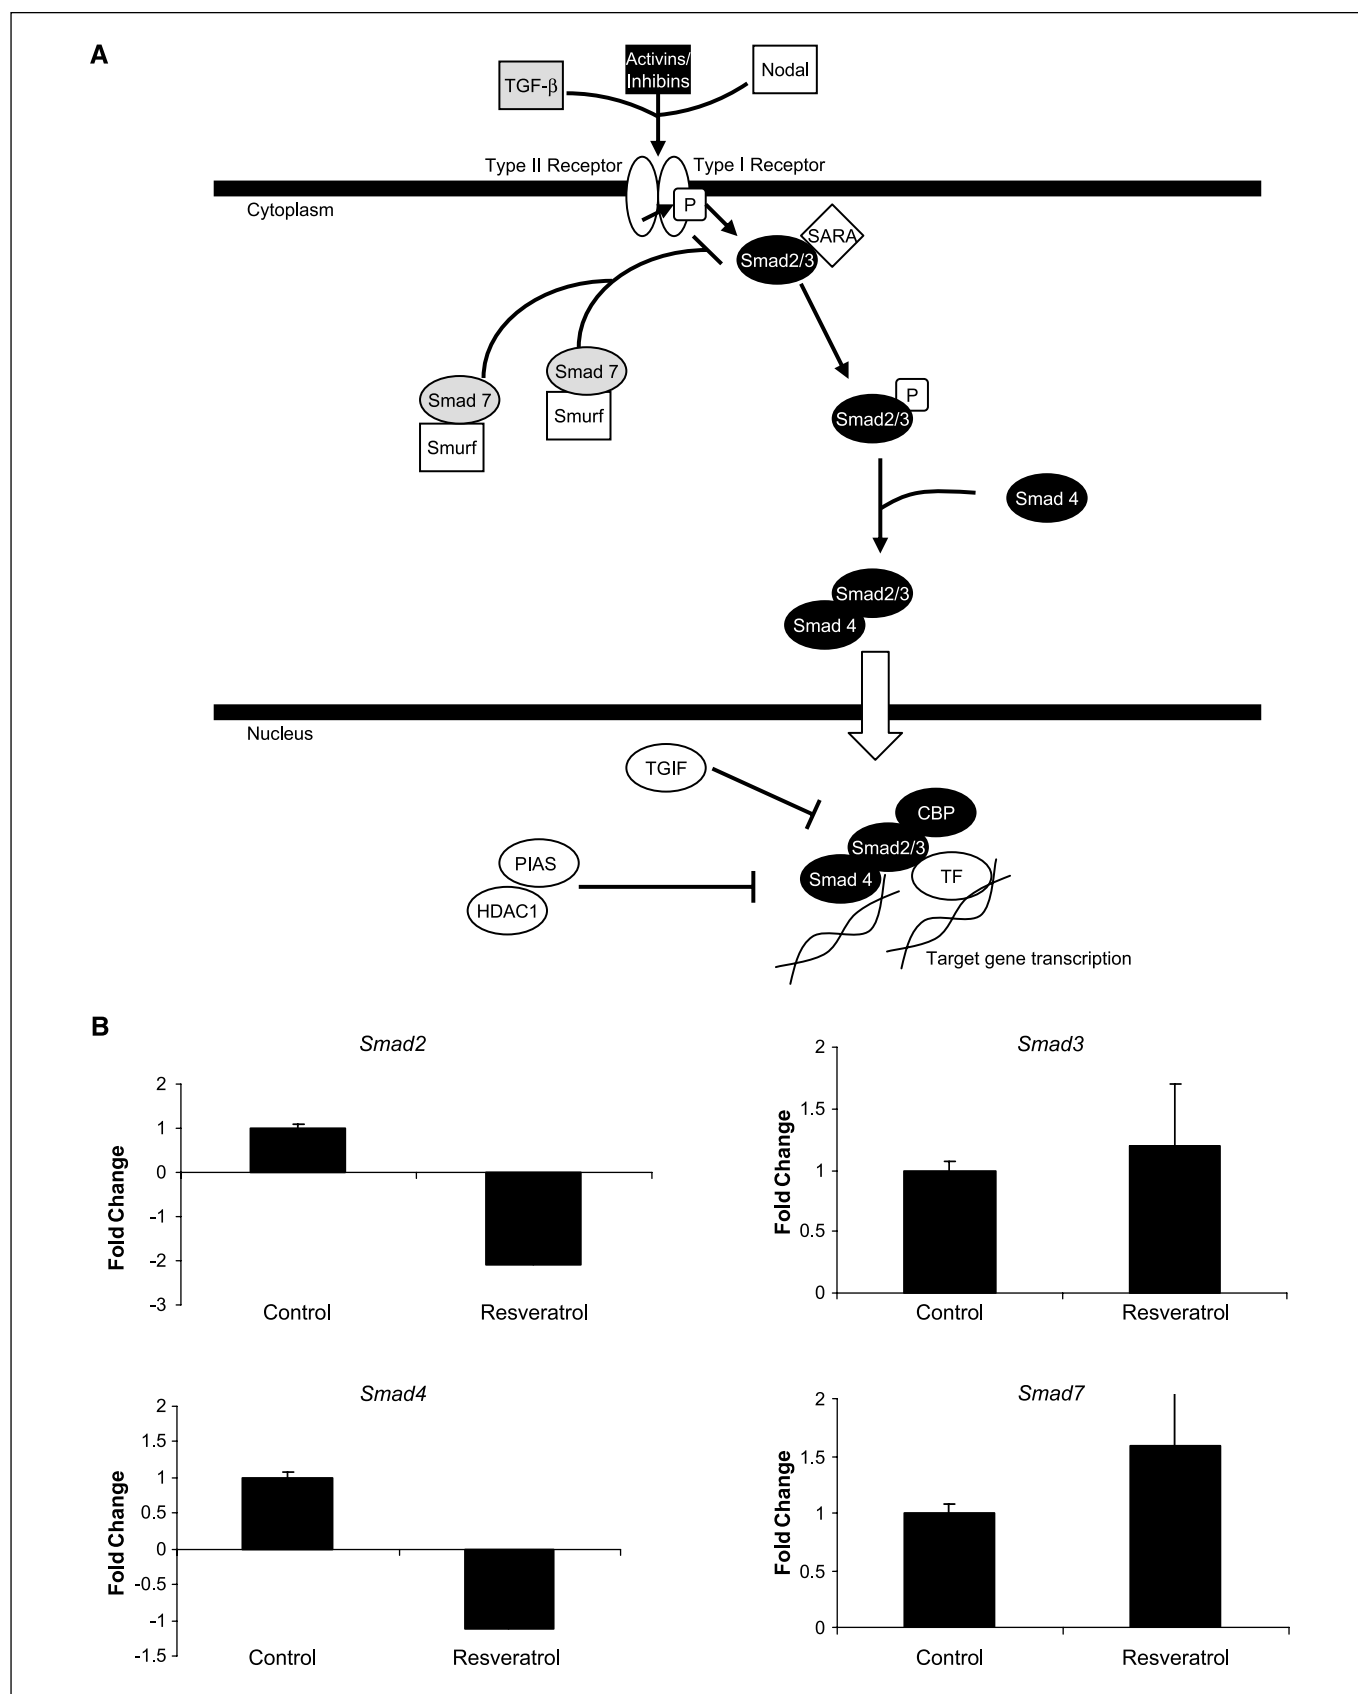 A
TGF-β
Activins/
Inhibins
Nodal
Type II Receptor
Type I Receptor
Cytoplasm
P
SARA
Smad2/3
Smad 7
Smurf
Smad 7
Smurf
P
Smad2/3
Smad 4
Smad2/3
Smad 4
Nucleus
TGIF
CBP
Smad2/3
Smad 4
TF
PIAS
HDAC1
Target gene transcription
B
Smad2
Fold Change
2
1
0
-1
-2
-3
Control
Resveratrol
Smad3
Fold Change
2
1.5
1
0.5
0
Control
Resveratrol
Smad4
Fold Change
2
1.5
1
0.5
0
-0.5
-1
-1.5
Control
Resveratrol
Smad7
Fold Change
2
1.5
1
0.5
0
Control
Resveratrol